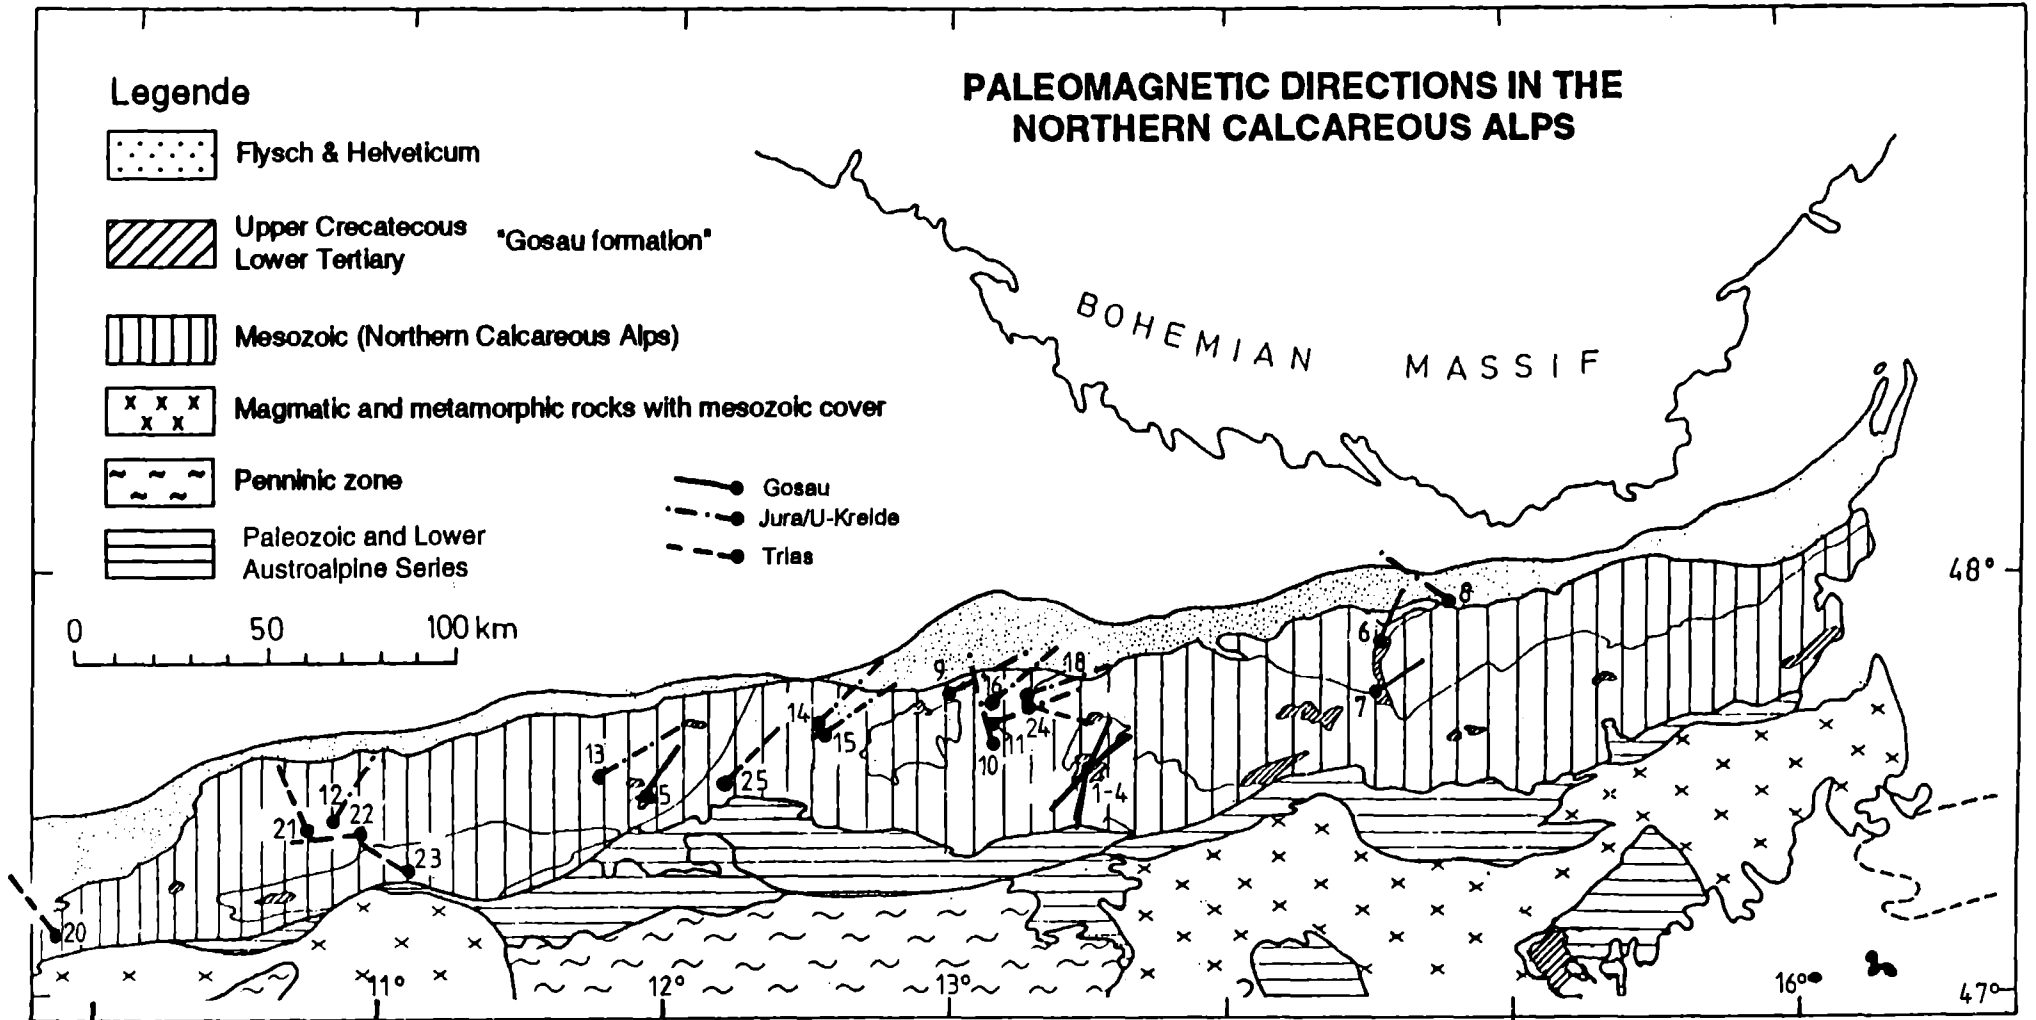 PALEOMAGNETIC DIRECTIONS IN THE
NORTHERN CALCAREOUS ALPS
Legende
Flysch & Helveticum
Upper Crecatecous
Lower Tertiary
"Gosau formation"
Mesozoic (Northern Calcareous Alps)
Magmatic and metamorphic rocks with mesozoic cover
Penninic zone
Paleozoic and Lower
Austroalpine Series
Gosau
Jura/U-Kreide
Trias
0 50 100 km
BOHEMIAN MASSIF
48°
8
6
7
9
18
16
14
15
24
11
10
13
5
25
1-4
12
21
22
23
20
11°
12°
13°
16°
47°